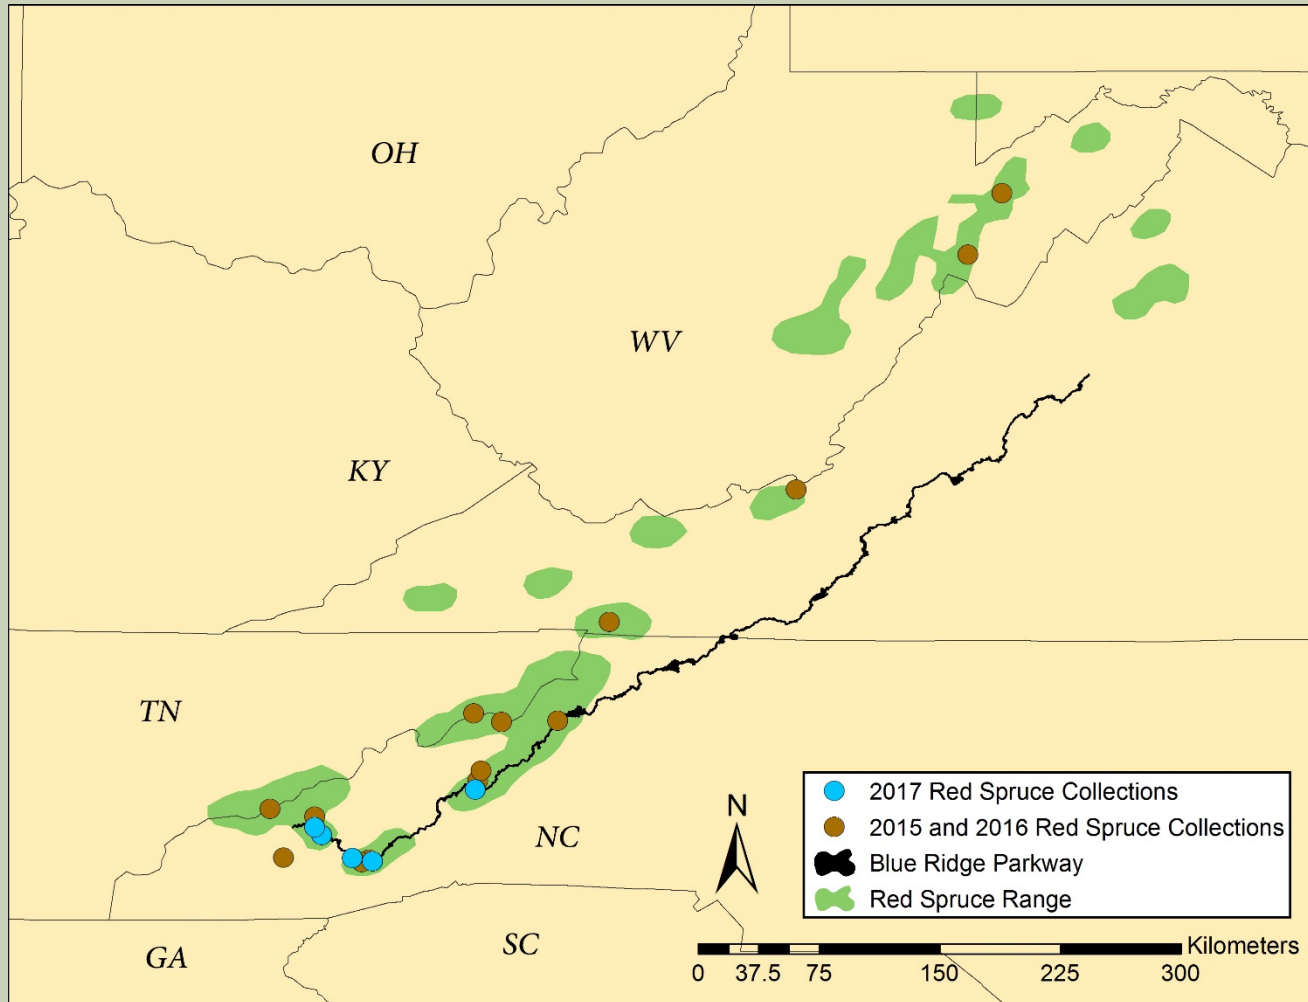 OH
WV
KY
TN
NC
SC
GA
N
2017 Red Spruce Collections
2015 and 2016 Red Spruce Collections
Blue Ridge Parkway
Red Spruce Range
Kilometers
0 37.5 75 150 225 300